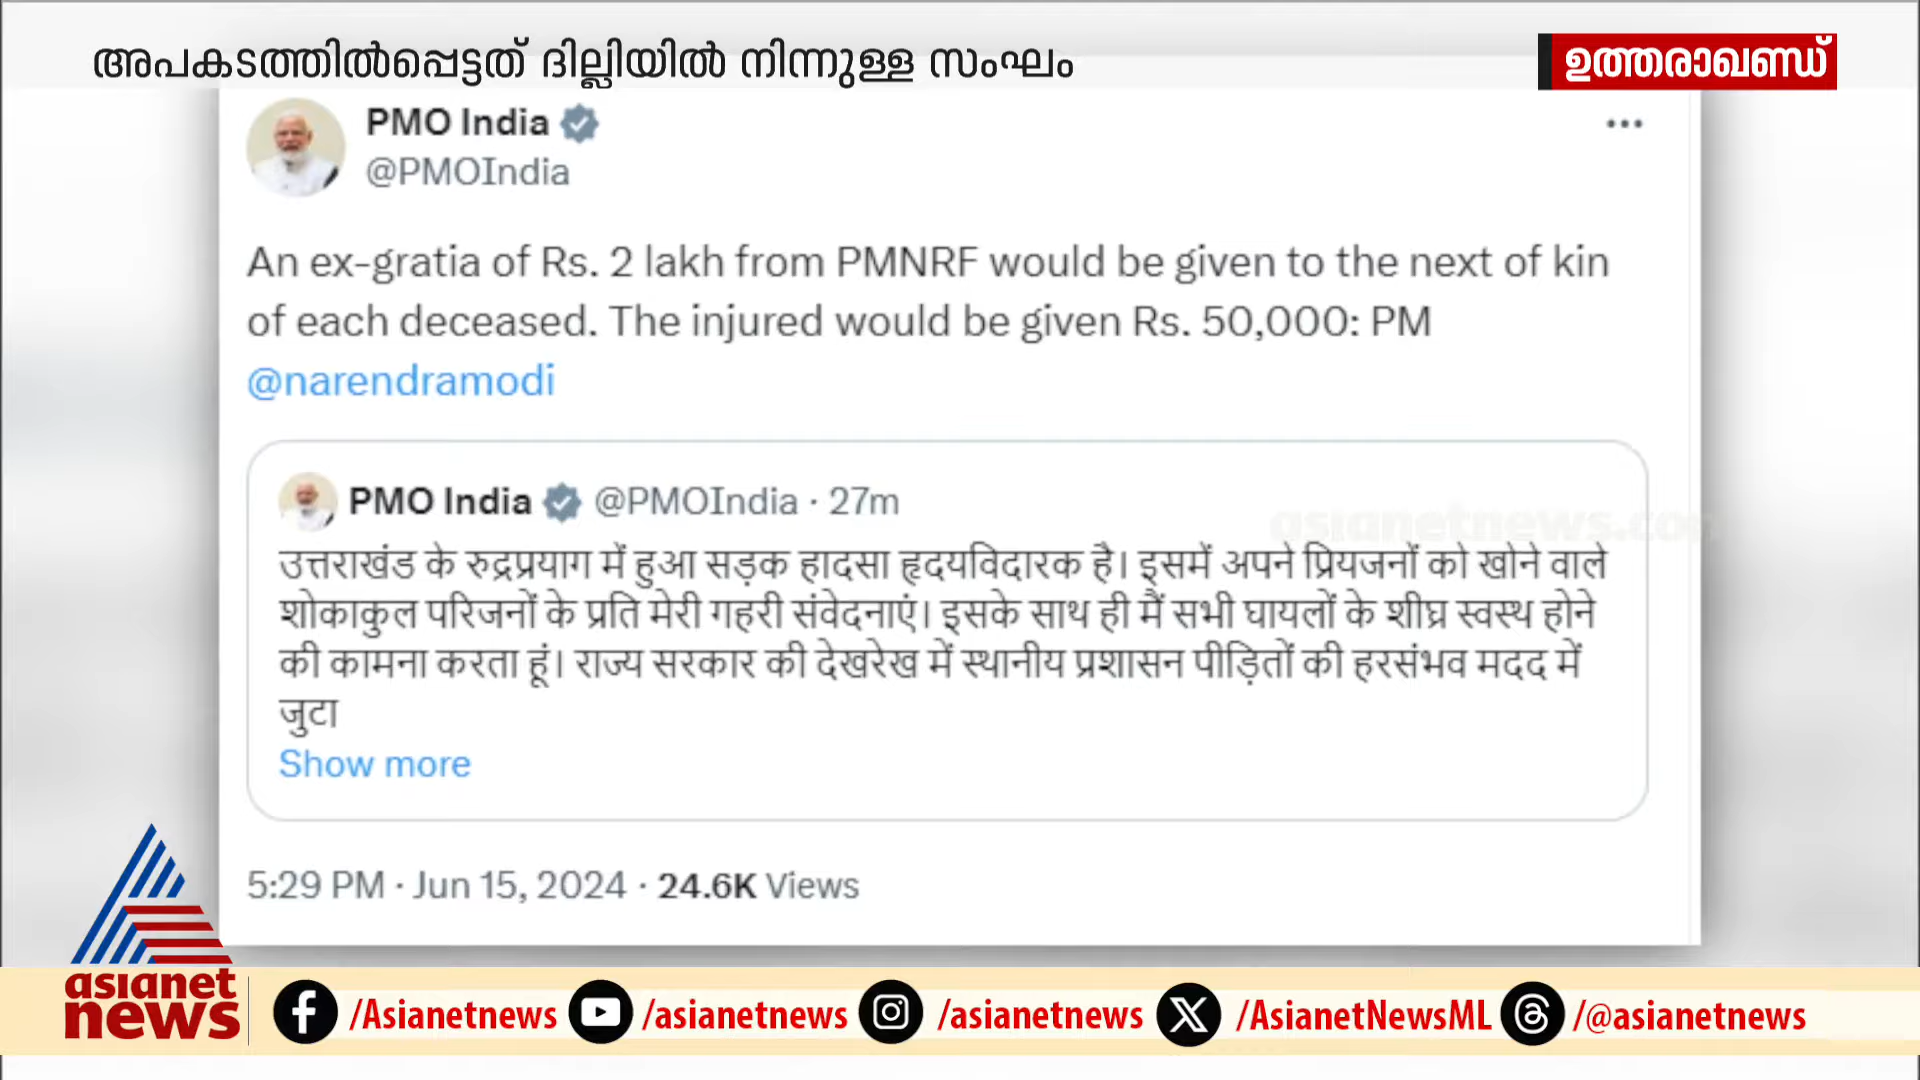 അപകടത്തിൽപ്പെട്ടത് ദില്ലിയിൽ നിന്നുള്ള സംഘം
ഉത്തരാഖണ്ഡ്
PMO India
@PMOIndia
An ex-gratia of Rs. 2 lakh from PMNRF would be given to the next of kin
of each deceased. The injured would be given Rs. 50,000: PM
@narendramodi
PMO India @PMOIndia · 27m
asianetnews.com
उत्तराखंड के रुद्रप्रयाग में हुआ सड़क हादसा हृदयविदारक है। इसमें अपने प्रियजनों को खोने वाले
शोकाकुल परिजनों के प्रति मेरी गहरी संवेदनाएं। इसके साथ ही मैं सभी घायलों के शीघ्र स्वस्थ होने
की कामना करता हूं। राज्य सरकार की देखरेख में स्थानीय प्रशासन पीड़ितों की हरसंभव मदद में
जुटा
Show more
5:29 PM · Jun 15, 2024 · 24.6K Views
asianet
news
/Asianetnews /asianetnews /asianetnews /AsianetNewsML /@asianetnews